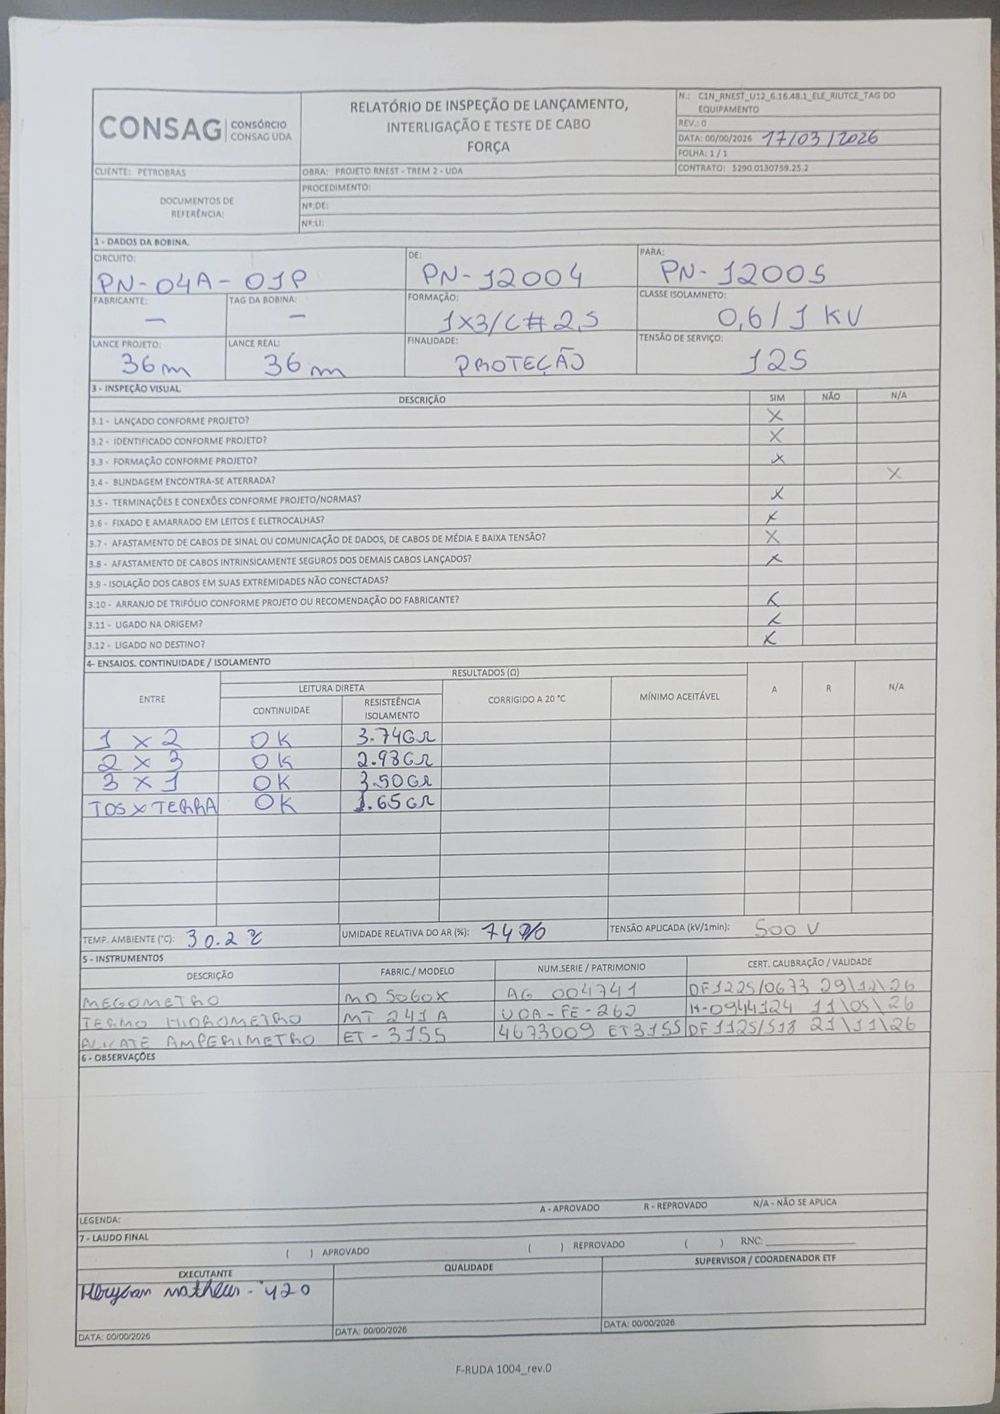 CONSAG CONSÓRCIO CONSAG UDA
RELATÓRIO DE INSPEÇÃO DE LANÇAMENTO, INTERLIGAÇÃO E TESTE DE CABO FORÇA
N.: C1N_RNEST_U12_6.16.48.1_ELE_RIUTCE_TAG DO EQUIPAMENTO
REV.: 0
DATA: 00/00/2026 17/03/2026
FOLHA: 1 / 1
CLIENTE: PETROBRAS OBRA: PROJETO RNEST - TREM 2 - UDA CONTRATO: 5290.0130759.25.2
DOCUMENTOS DE REFERÊNCIA:
PROCEDIMENTO:
Nº.DE:
Nº.LI:
1 - DADOS DA BOBINA.
CIRCUITO: PN-04A-01P DE: PN-12004 PARA: PN-12005
FABRICANTE: — TAG DA BOBINA: — FORMAÇÃO: 1X3/C#2,5 CLASSE ISOLAMNETO: 0,6/1 KV
LANCE PROJETO: 36m LANCE REAL: 36m FINALIDADE: PROTEÇÃO TENSÃO DE SERVIÇO: 125
3 - INSPEÇÃO VISUAL
DESCRIÇÃO SIM NÃO N/A
3.1 - LANÇADO CONFORME PROJETO? X
3.2 - IDENTIFICADO CONFORME PROJETO? X
3.3 - FORMAÇÃO CONFORME PROJETO? X
3.4 - BLINDAGEM ENCONTRA-SE ATERRADA? X
3.5 - TERMINAÇÕES E CONEXÕES CONFORME PROJETO/NORMAS? X
3.6 - FIXADO E AMARRADO EM LEITOS E ELETROCALHAS? X
3.7 - AFASTAMENTO DE CABOS DE SINAL OU COMUNICAÇÃO DE DADOS, DE CABOS DE MÉDIA E BAIXA TENSÃO? X
3.8 - AFASTAMENTO DE CABOS INTRINSICAMENTE SEGUROS DOS DEMAIS CABOS LANÇADOS? X
3.9 - ISOLAÇÃO DOS CABOS EM SUAS EXTREMIDADES NÃO CONECTADAS?
3.10 - ARRANJO DE TRIFÓLIO CONFORME PROJETO OU RECOMENDAÇÃO DO FABRICANTE? X
3.11 - LIGADO NA ORIGEM? X
3.12 - LIGADO NO DESTINO? X
4- ENSAIOS. CONTINUIDADE / ISOLAMENTO
RESULTADOS (Ω)
ENTRE LEITURA DIRETA CORRIGIDO A 20 °C MÍNIMO ACEITÁVEL A R N/A
CONTINUIDAE RESISTEÊNCIA ISOLAMENTO
1 X 2 OK 3.74GΩ
2 X 3 OK 2.93GΩ
3 X 1 OK 3.50GΩ
TOS X TERRA OK 1.65GΩ
TEMP. AMBIENTE (°C): 30.2 ℃ UMIDADE RELATIVA DO AR (%): 74% TENSÃO APLICADA (kV/1min): 500 V
5 - INSTRUMENTOS
DESCRIÇÃO FABRIC./ MODELO NUM.SERIE / PATRIMONIO CERT. CALIBRAÇÃO / VALIDADE
MEGOMETRO MD5060X AG 004741 DF1225/0673 29\12\26
TERMO HIDROMETRO MT 241A UDA-FE-262 H-0944124 11\05\26
ALICATE AMPERIMETRO ET-3155 4673009 ET3155 DF1125/518 21\11\26
6 - OBSERVAÇÕES
LEGENDA: A - APROVADO R - REPROVADO N/A - NÃO SE APLICA
7 - LAUDO FINAL
( ) APROVADO ( ) REPROVADO ( ) RNC:
EXECUTANTE QUALIDADE SUPERVISOR / COORDENADOR ETF
Matheus - 420
DATA: 00/00/2026 DATA: 00/00/2026 DATA: 00/00/2026
F-RUDA 1004_rev.0